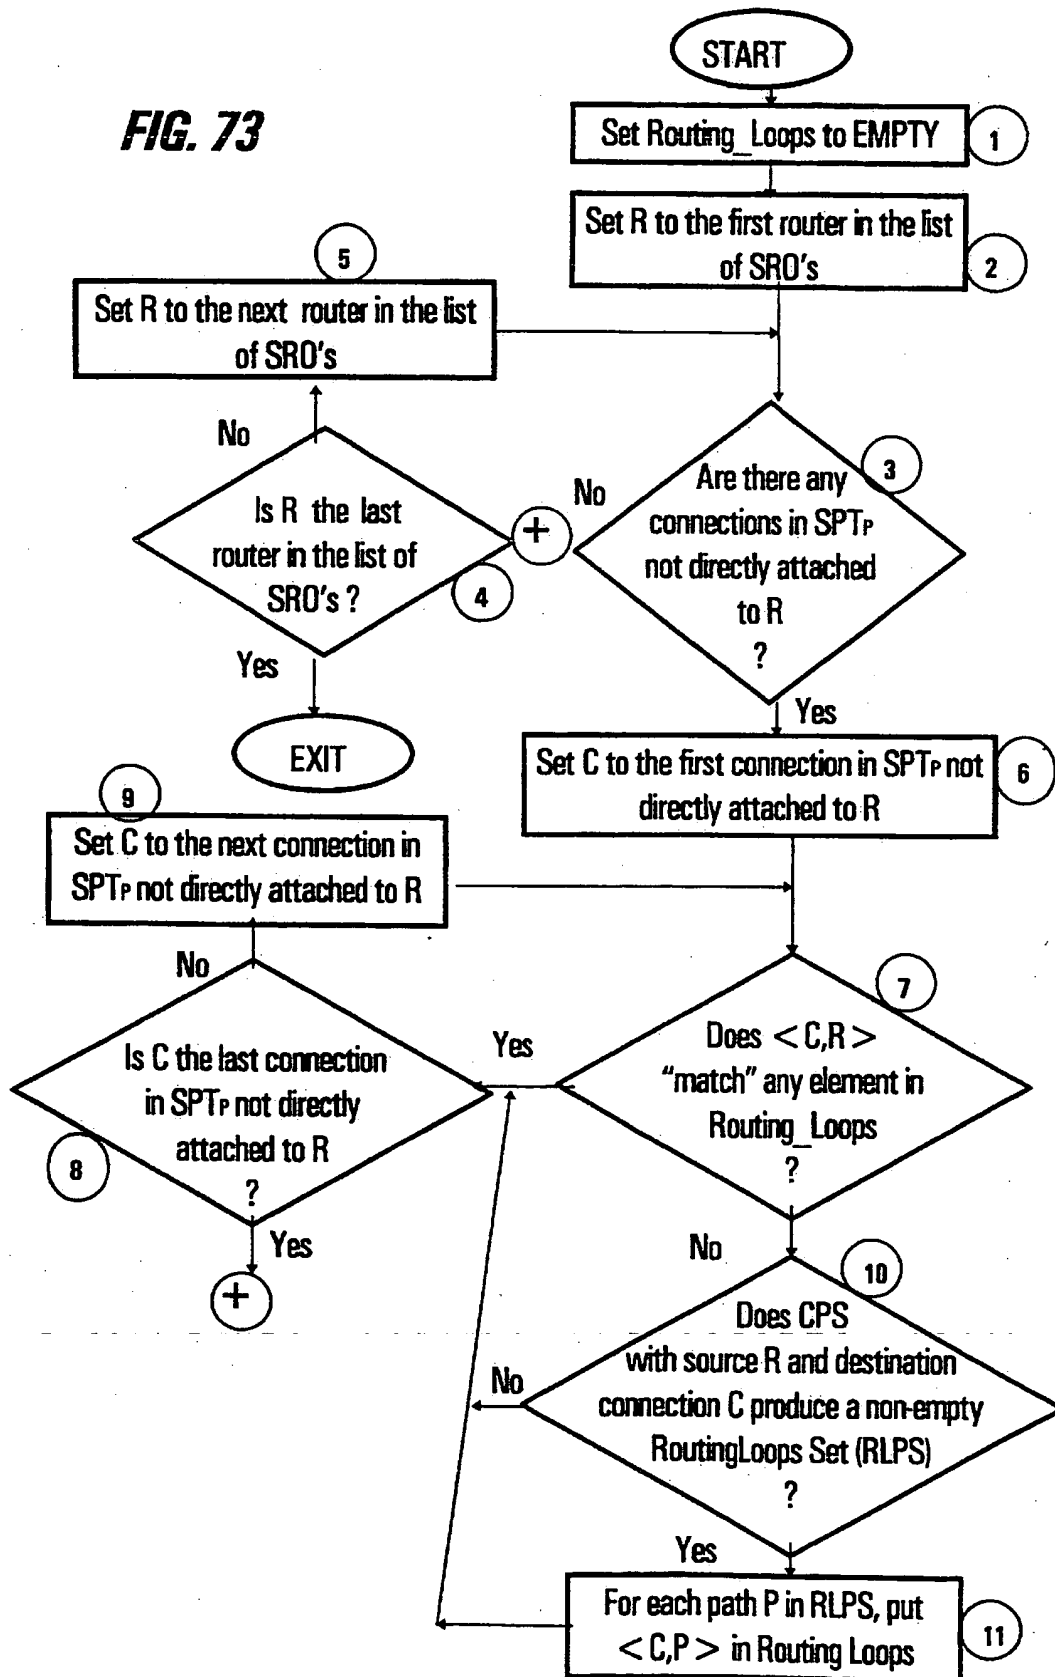 FIG. 73
START
Set Routing_Loops to EMPTY
1
Set R to the first router in the list
of SRO's
2
5
Set R to the next router in the list
of SRO's
No
Is R the last
router in the list of
SRO's ?
4
+
Yes
EXIT
No
3
Are there any
connections in SPTP
not directly attached
to R
?
Yes
Set C to the first connection in SPTP not
directly attached to R
6
9
Set C to the next connection in
SPTP not directly attached to R
No
Is C the last connection
in SPTP not directly
attached to R
?
8
Yes
+
Yes
7
Does <C,R>
“match” any element in
Routing_Loops
?
No
10
Does CPS
with source R and destination
connection C produce a non-empty
RoutingLoops Set (RLPS)
?
No
Yes
For each path P in RLPS, put
<C,P> in Routing Loops
11